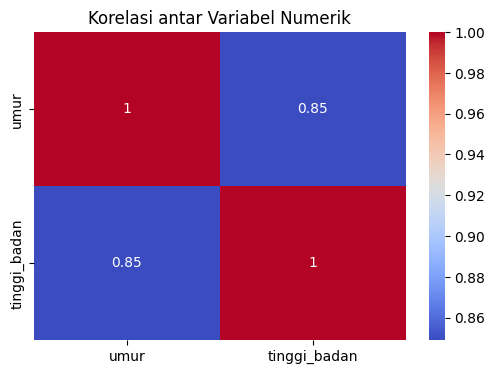 Korelasi antar Variabel Numerik
umur
1
0.85
tinggi_badan
0.85
1
umur
tinggi_badan
1.00
0.98
0.96
0.94
0.92
0.90
0.88
0.86